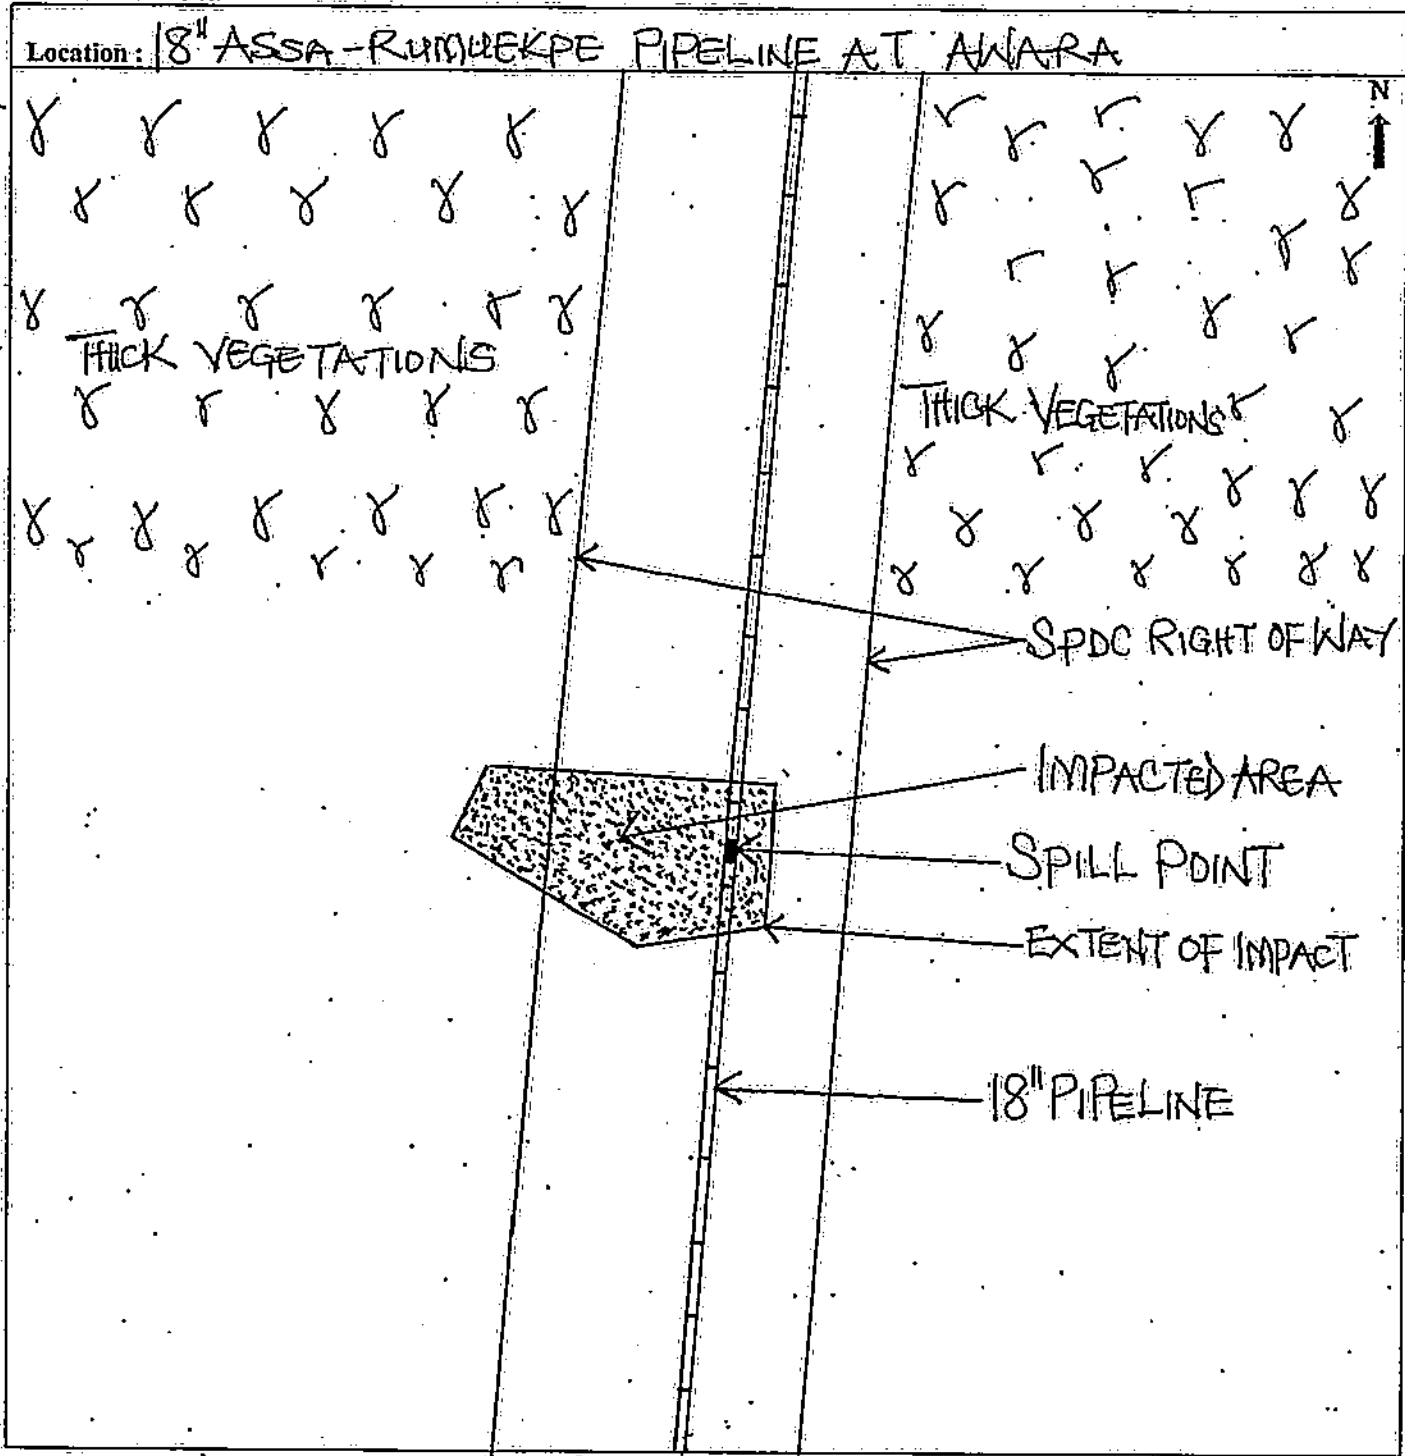 Location: 18" ASSA-RUMUEKPE PIPELINE AT AWARA
N
THICK VEGETATIONS
THICK VEGETATIONS
SPDC RIGHT OF WAY
IMPACTED AREA
SPILL POINT
EXTENT OF IMPACT
18" PIPELINE